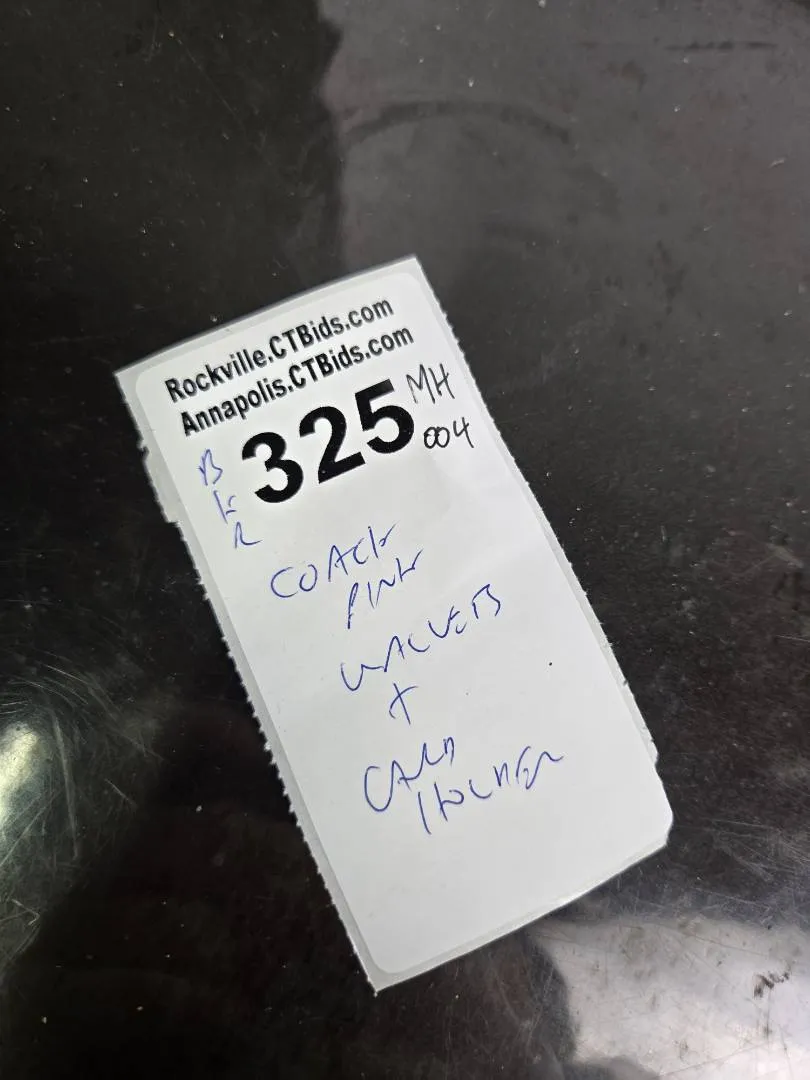 Rockville.CTBids.com
Annapolis.CTBids.com
325
MH
004
B
K
R
COACH
PINK
WALLETS
+
CARD
HOLDER